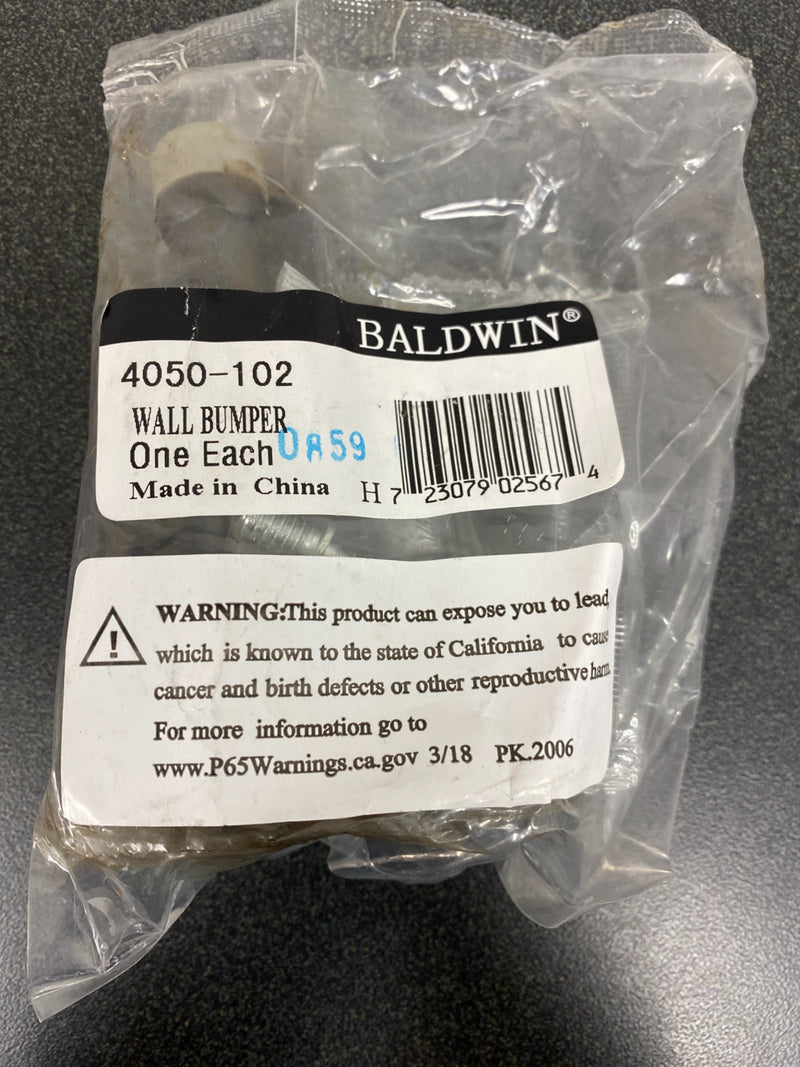 BALDWIN®
4050-102
WALL BUMPER
One Each 0A59
Made in China H 7 23079 02567 4
WARNING:This product can expose you to lead,
which is known to the state of California to cause
cancer and birth defects or other reproductive harm.
For more information go to
www.P65Warnings.ca.gov 3/18 PK.2006